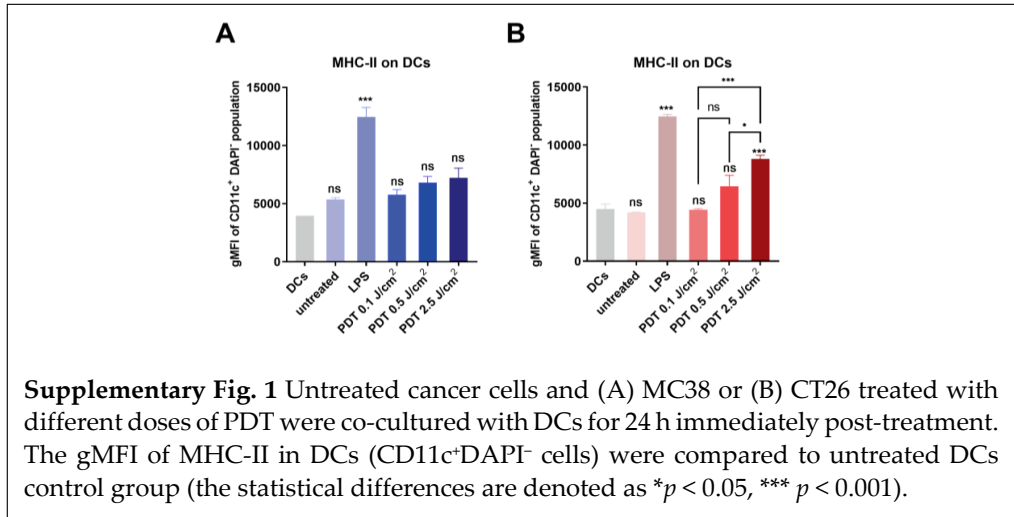 A
MHC-II on DCs
gMFI of CD11c⁺ DAPI⁻ population
15000
10000
5000
0
ns
***
ns
ns
ns
DCs
untreated
LPS
PDT 0.1 J/cm²
PDT 0.5 J/cm²
PDT 2.5 J/cm²
B
MHC-II on DCs
gMFI of CD11c⁺ DAPI⁻ population
15000
10000
5000
0
***
ns
*
ns
***
ns
ns
***
DCs
untreated
LPS
PDT 0.1 J/cm²
PDT 0.5 J/cm²
PDT 2.5 J/cm²
Supplementary Fig. 1 Untreated cancer cells and (A) MC38 or (B) CT26 treated with
different doses of PDT were co-cultured with DCs for 24 h immediately post-treatment.
The gMFI of MHC-II in DCs (CD11c⁺DAPI⁻ cells) were compared to untreated DCs
control group (the statistical differences are denoted as *p < 0.05, *** p < 0.001).